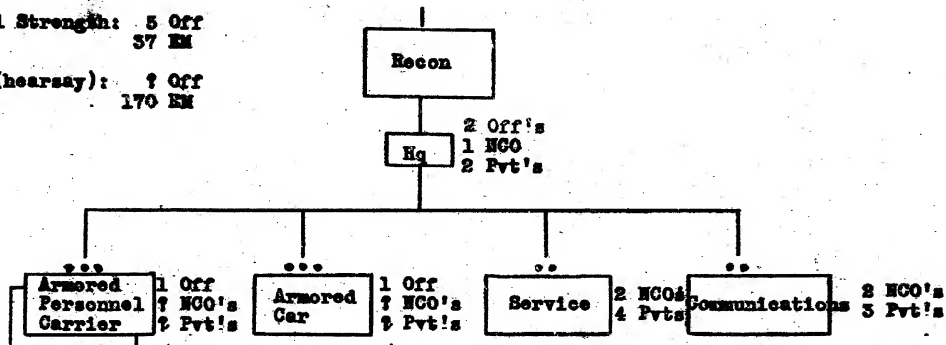 l Strength: 5 Off
37 EM
(hearsay): ? Off
170 EM
Recon
Hq
2 Off's
1 NCO
2 Pvt's
Armored
Personnel
Carrier
1 Off
? NCO's
? Pvt's
Armored
Car
1 Off
? NCO's
? Pvt's
Service
2 NCOs
4 Pvts
Communications
2 NCO's
3 Pvt's